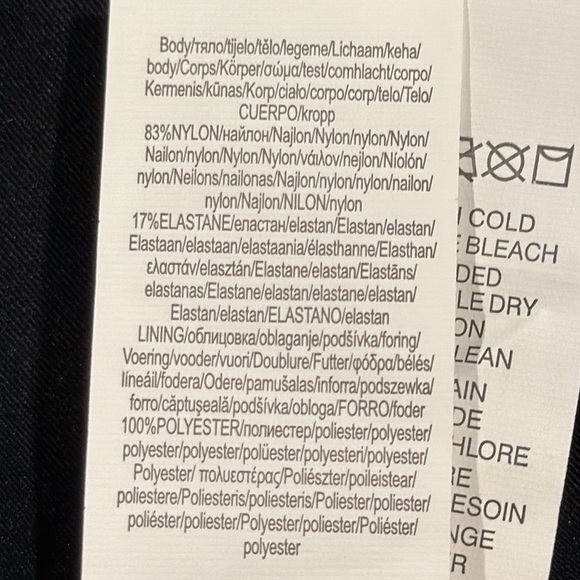 Body/тяло/tijelo/tělo/legeme/Lichaam/keha/
body/Corps/Körper/σώμα/test/comhlacht/corpo/
Kermenis/kūnas/Korp/ciało/corpo/corp/telo/Telo/
CUERPO/kropp
83%NYLON/найлон/Najlon/Nylon/nylon/Nylon/
Nailon/nylon/Nylon/Nylon/νάιλον/nejlon/Níolón/
nylon/Neilons/nailonas/Najlon/nylon/nylon/nailon/
nylon/Najlon/NILON/nylon
17%ELASTANE/еластан/elastan/Elastan/elastan/
Elastaan/elastaan/elastaania/élasthanne/Elasthan/
ελαστάν/elasztán/Elastane/elastan/Elastāns/
elastanas/Elastane/elastan/elastane/elastan/
Elastan/elastan/ELASTANO/elastan
LINING/облицовка/oblaganje/podšívka/foring/
Voering/vooder/vuori/Doublure/Futter/φόδρα/bélés/
líneáil/fodera/Odere/pamušalas/inforra/podszewka/
forro/căptuşeală/podšívka/obloga/FORRO/foder
100%POLYESTER/полиестер/poliester/polyester/
polyester/polyester/polüester/polyesteri/polyester/
Polyester/ πολυεστέρας/Poliészter/poileistear/
poliestere/Poliesteris/poliesteris/Poliester/poliester/
poliéster/poliester/Polyester/poliester/Poliéster/
polyester
COLD
BLEACH
DED
LE DRY
ON
LEAN
AIN
DE
HLORE
RE
ESOIN
NGE
R